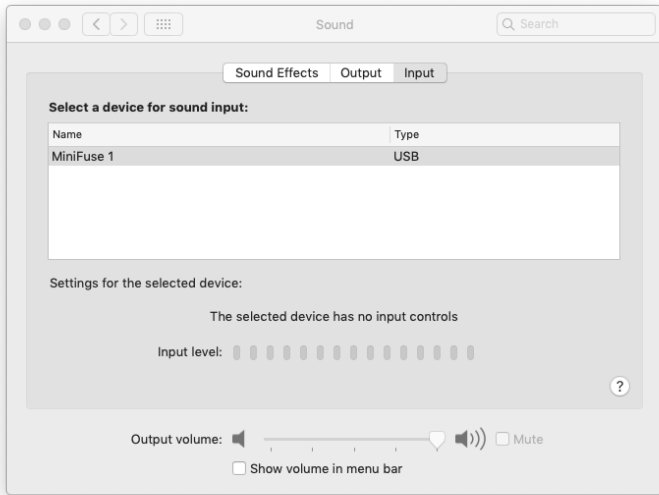 Sound
Search
Sound Effects Output Input
Select a device for sound input:
Name Type
MiniFuse 1 USB
Settings for the selected device:
The selected device has no input controls
Input level:
?
Output volume: Mute
Show volume in menu bar